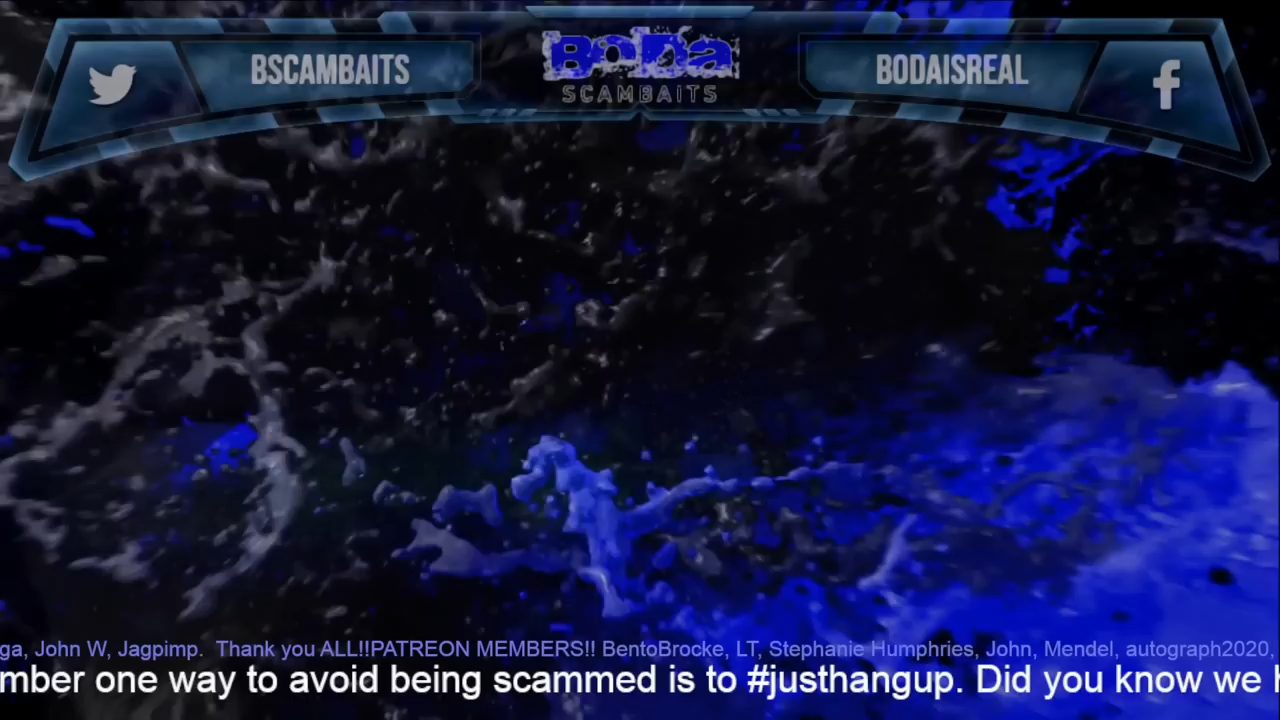 BSCAMBAITS
BoDa
SCAMBAITS
BODAISREAL
ga, John W, Jagpimp.  Thank you ALL!!PATREON MEMBERS!! BentoBrocke, LT, Stephanie Humphries, John, Mendel, autograph2020,
mber one way to avoid being scammed is to #justhangup. Did you know we